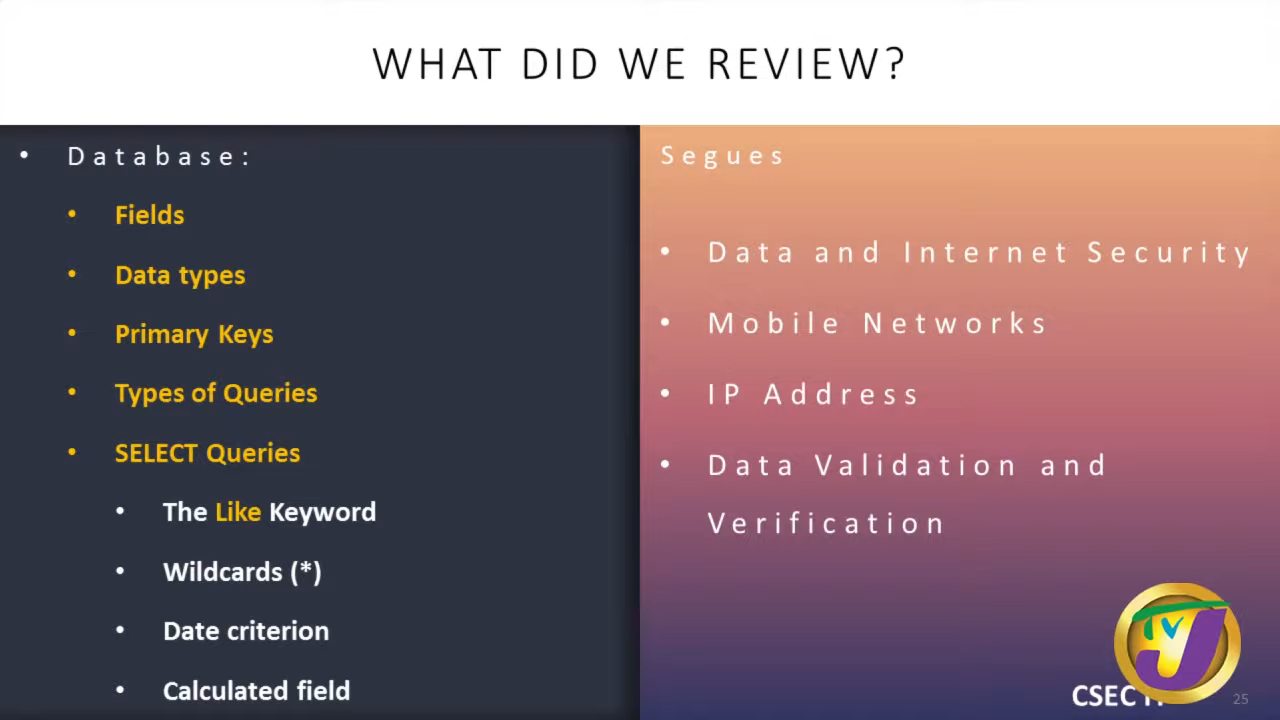 WHAT DID WE REVIEW?
• Database:
• Fields
• Data types
• Primary Keys
• Types of Queries
• SELECT Queries
• The Like Keyword
• Wildcards (*)
• Date criterion
• Calculated field
Segues
• Data and Internet Security
• Mobile Networks
• IP Address
• Data Validation and
Verification
TVJ
CSEC
25